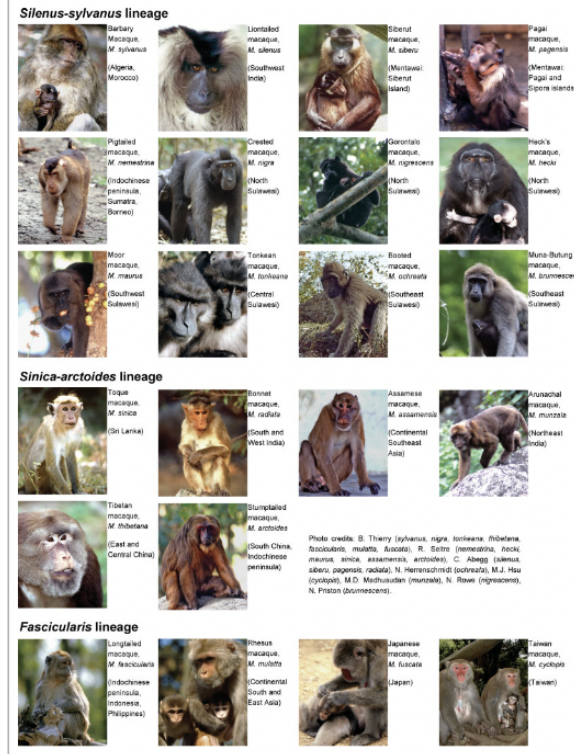 Silenus-sylvanus lineage
Barbary
Macaque,
M. sylvanus
(Algeria,
Morocco)
Liontailed
macaque,
M. silenus
(Southwest
India)
Siberut
macaque,
M. siberu
(Mentawai:
Siberut
Island)
Pagai
macaque,
M. pagensis
(Mentawai:
Pagai and
Sipora islands
Pigtailed
macaque,
M. nemestrina
(Indochinese
peninsula,
Sumatra,
Borneo)
Crested
macaque,
M. nigra
(North
Sulawesi)
Gorontalo
macaque,
M. nigrescens
(North
Sulawesi)
Heck's
macaque,
M. hecki
(North
Sulawesi)
Moor
macaque,
M. maurus
(Southwest
Sulawesi)
Tonkean
macaque,
M. tonkeana
(Central
Sulawesi)
Booted
macaque,
M. ochreata
(Southeast
Sulawesi)
Muna-Butung
macaque,
M. brunnesce
(Southeast
Sulawesi)
Sinica-arctoides lineage
Toque
macaque,
M. sinica
(Sri Lanka)
Bonnet
macaque,
M. radiata
(South and
West India)
Assamese
macaque,
M. assamensis
(Continental
Southeast
Asia)
Arunachal
macaque,
M. munzala
(Northeast
India)
Tibetan
macaque,
M. thibetana
(East and
Central China)
Stumptailed
macaque,
M. arctoides
(South China,
Indochinese
peninsula)
Photo credits: B. Thierry (sylvanus, nigra, tonkeana, thibetana,
fascicularis, mulatta, fuscata), R. Seitre (nemestrina, hecki,
maurus, sinica, assamensis, arctoides), C. Abegg (silenus,
siberu, pagensis, radiata), N. Herrenschmidt (ochreata), M.J. Hsu
(cyclopis), M.D. Madhusudan (munzala), N. Rowe (nigrescens),
N. Priston (brunnescens).
Fascicularis lineage
Longtailed
macaque,
M. fascicularis
(Indochinese
peninsula,
Indonesia,
Philippines)
Rhesus
macaque,
M. mulatta
(Continental
South and
East Asia)
Japanese
macaque,
M. fuscata
(Japan)
Taiwan
macaque,
M. cyclopis
(Taiwan)